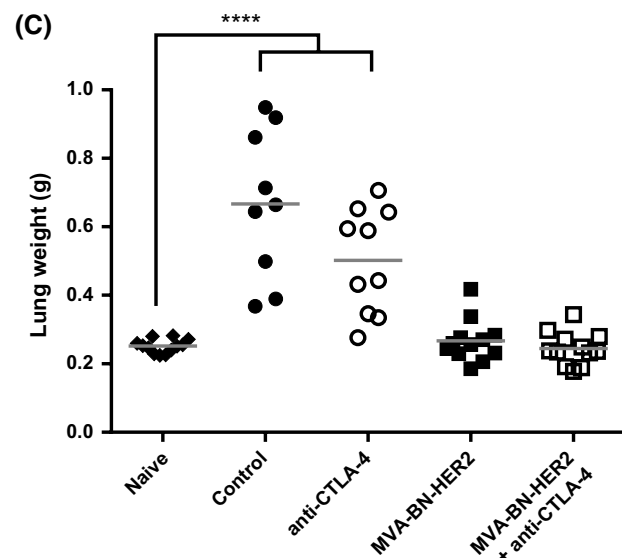 (C)
****
Lung weight (g)
1.0
0.8
0.6
0.4
0.2
0.0
Naive
Control
anti-CTLA-4
MVA-BN-HER2
MVA-BN-HER2
+ anti-CTLA-4